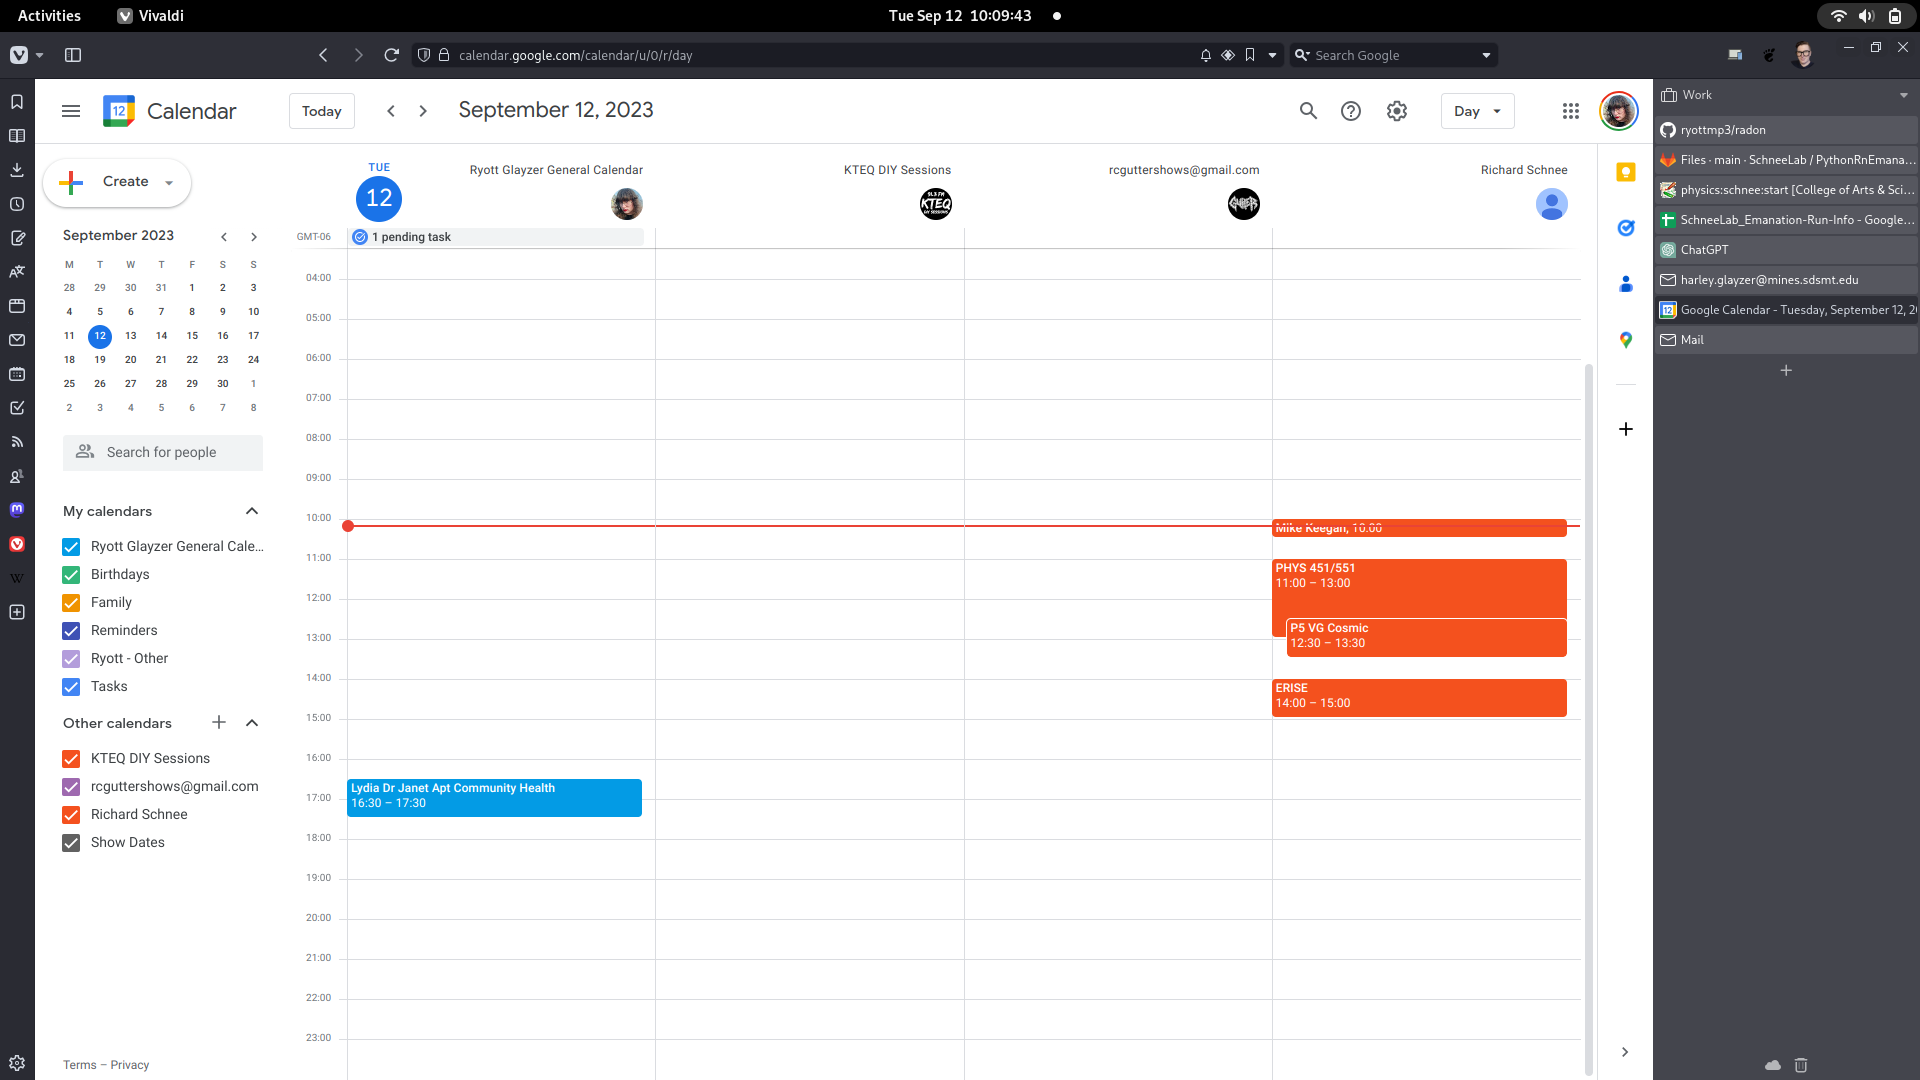 Activities
Vivaldi
Tue Sep 12 10:09:43
calendar.google.com/calendar/u/0/r/day
Search Google
12
Calendar
Today
September 12, 2023
Day
Create
September 2023
M T W T F S S
28 29 30 31 1 2 3
4 5 6 7 8 9 10
11 12 13 14 15 16 17
18 19 20 21 22 23 24
25 26 27 28 29 30 1
2 3 4 5 6 7 8
Search for people
My calendars
Ryott Glayzer General Cale...
Birthdays
Family
Reminders
Ryott - Other
Tasks
Other calendars
KTEQ DIY Sessions
rcguttershows@gmail.com
Richard Schnee
Show Dates
Terms – Privacy
TUE
12
Ryott Glayzer General Calendar
KTEQ DIY Sessions
rcguttershows@gmail.com
Richard Schnee
91.3 FM
KTEQ
DIY SESSIONS
GMT-06
1 pending task
04:00
05:00
06:00
07:00
08:00
09:00
10:00
11:00
12:00
13:00
14:00
15:00
16:00
17:00
18:00
19:00
20:00
21:00
22:00
23:00
Mike Keegan, 10:00
PHYS 451/551
11:00 – 13:00
P5 VG Cosmic
12:30 – 13:30
ERISE
14:00 – 15:00
Lydia Dr Janet Apt Community Health
16:30 – 17:30
Work
ryottmp3/radon
Files · main · SchneeLab / PythonRnEmana...
physics:schnee:start [College of Arts & Sci...
SchneeLab_Emanation-Run-Info - Google...
ChatGPT
harley.glayzer@mines.sdsmt.edu
Google Calendar - Tuesday, September 12, 2
Mail